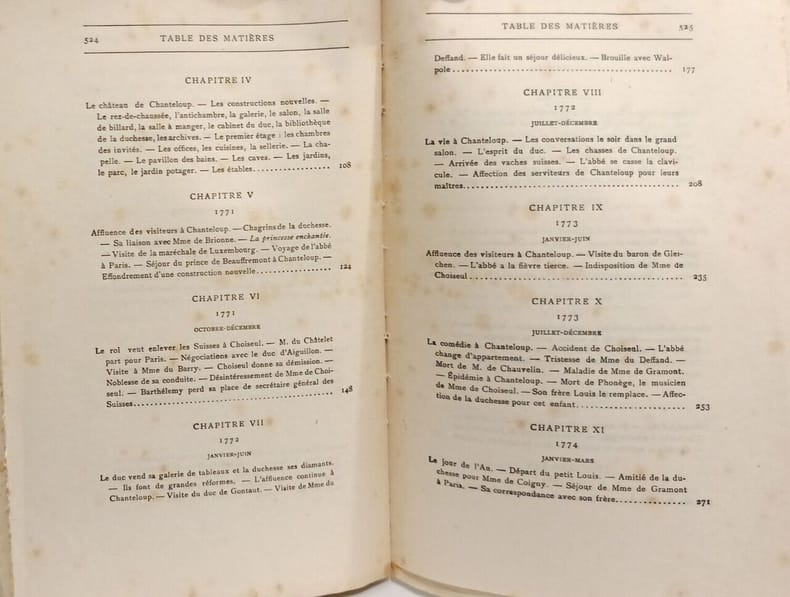 524
TABLE DES MATIÈRES
CHAPITRE IV
Le château de Chanteloup. — Les constructions nouvelles. —
Le rez-de-chaussée, l'antichambre, la galerie, le salon, la salle
de billard, la salle à manger, le cabinet du duc, la bibliothèque
de la duchesse, les archives. — Le premier étage : les chambres
des invités. — Les offices, les cuisines, la sellerie. — La cha-
pelle. — Le pavillon des bains. — Les caves. — Les jardins,
le parc, le jardin potager. — Les étables................. 108
CHAPITRE V
1771
Affluence des visiteurs à Chanteloup. — Chagrins de la duchesse.
— Sa liaison avec Mme de Brionne. — La princesse enchantée.
— Visite de la maréchale de Luxembourg. — Voyage de l'abbé
à Paris. — Séjour du prince de Beauffremont à Chanteloup. —
Effondrement d'une construction nouvelle................ 124
CHAPITRE VI
1771
OCTOBRE-DÉCEMBRE
Le roi veut enlever les Suisses à Choiseul. — M. du Châtelet
part pour Paris. — Négociations avec le duc d'Aiguillon. —
Visite à Mme du Barry. — Choiseul donne sa démission. —
Noblesse de sa conduite. — Désintéressement de Mme de Choi-
seul. — Barthélemy perd sa place de secrétaire général des
Suisses........................................ 148
CHAPITRE VII
1772
JANVIER-JUIN
Le duc vend sa galerie de tableaux et la duchesse ses diamants.
— Ils font de grandes réformes. — L'affluence continue à
Chanteloup. — Visite du duc de Gontaut. — Visite de Mme du
TABLE DES MATIÈRES
525
Deffand. — Elle fait un séjour délicieux. — Brouille avec Wal-
pole............................................ 177
CHAPITRE VIII
1772
JUILLET-DÉCEMBRE
La vie à Chanteloup. — Les conversations le soir dans le grand
salon. — L'esprit du duc. — Les chasses de Chanteloup.
— Arrivée des vaches suisses. — L'abbé se casse la clavi-
cule. — Affection des serviteurs de Chanteloup pour leurs
maîtres............................................ 208
CHAPITRE IX
1773
JANVIER-JUIN
Affluence des visiteurs à Chanteloup. — Visite du baron de Glei-
chen. — L'abbé a la fièvre tierce. — Indisposition de Mme de
Choiseul............................................ 235
CHAPITRE X
1773
JUILLET-DÉCEMBRE
La comédie à Chanteloup. — Accident de Choiseul. — L'abbé
change d'appartement. — Tristesse de Mme du Deffand. —
Mort de M. de Chauvelin. — Maladie de Mme de Gramont.
— Épidémie à Chanteloup. — Mort de Phonège, le musicien
de Mme de Choiseul. — Son frère Louis le remplace. — Affec-
tion de la duchesse pour cet enfant...................... 253
CHAPITRE XI
1774
JANVIER-MARS
Le jour de l'An. — Départ du petit Louis. — Amitié de la du-
chesse pour Mme de Coigny. — Séjour de Mme de Gramont
à Paris. — Sa correspondance avec son frère............... 271